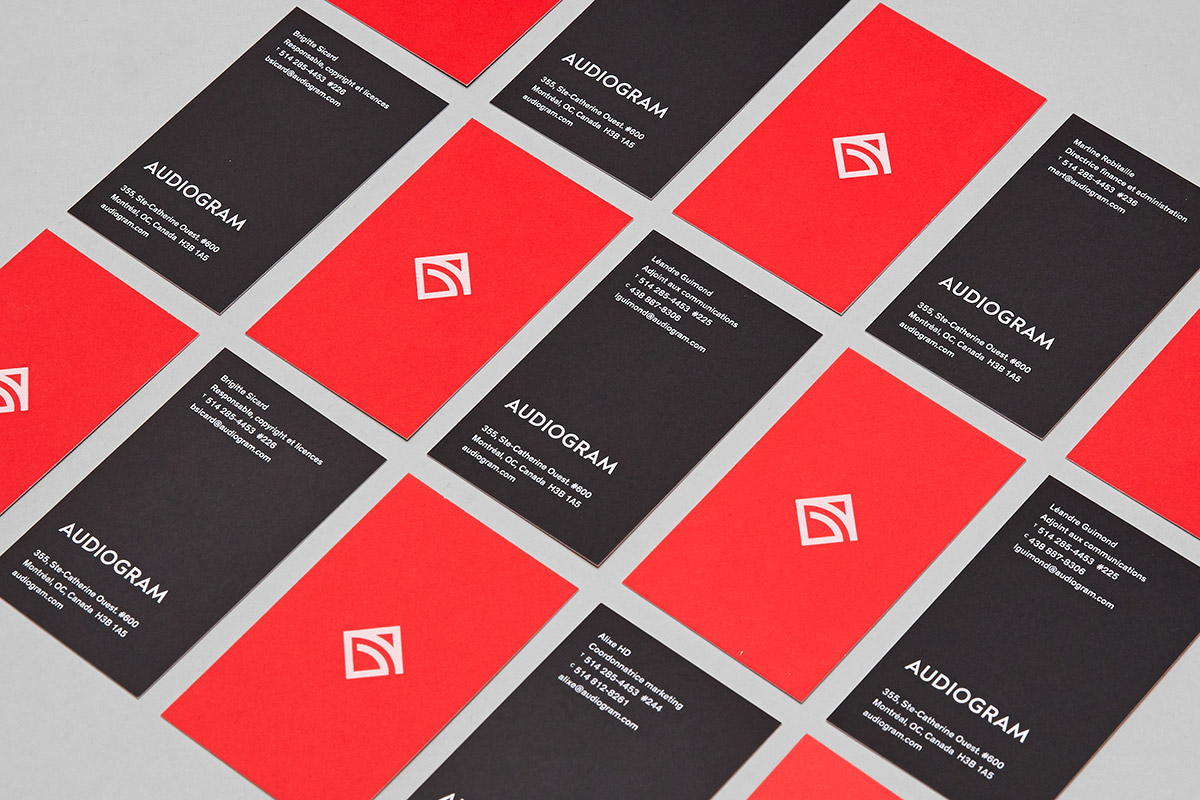 Brigitte Sicard
Responsable, copyright et licences
T 514 285-4453 #226
bsicard@audiogram.com
AUDIOGRAM
355, Ste-Catherine Ouest. #600
Montréal, QC, Canada H3B 1A5
audiogram.com
AUDIOGRAM
355, Ste-Catherine Ouest. #600
Montréal, QC, Canada H3B 1A5
audiogram.com
Martine Robitaille
Directrice finance et administration
T 514 285-4453 #236
mart@audiogram.com
AUDIOGRAM
355, Ste-Catherine Ouest. #600
Montréal, QC, Canada H3B 1A5
audiogram.com
Léandre Guimond
Adjoint aux communications
T 514 285-4453 #225
C 438 887-8306
lguimond@audiogram.com
AUDIOGRAM
355, Ste-Catherine Ouest. #600
Montréal, QC, Canada H3B 1A5
audiogram.com
Brigitte Sicard
Responsable, copyright et licences
T 514 285-4453 #226
bsicard@audiogram.com
AUDIOGRAM
355, Ste-Catherine Ouest. #600
Montréal, QC, Canada H3B 1A5
audiogram.com
Léandre Guimond
Adjoint aux communications
T 514 285-4453 #225
C 438 887-8306
lguimond@audiogram.com
AUDIOGRAM
355, Ste-Catherine Ouest. #600
Montréal, QC, Canada H3B 1A5
audiogram.com
Alixe HD
Coordonnatrice marketing
T 514 285-4453 #244
C 514 812-8261
alixe@audiogram.com